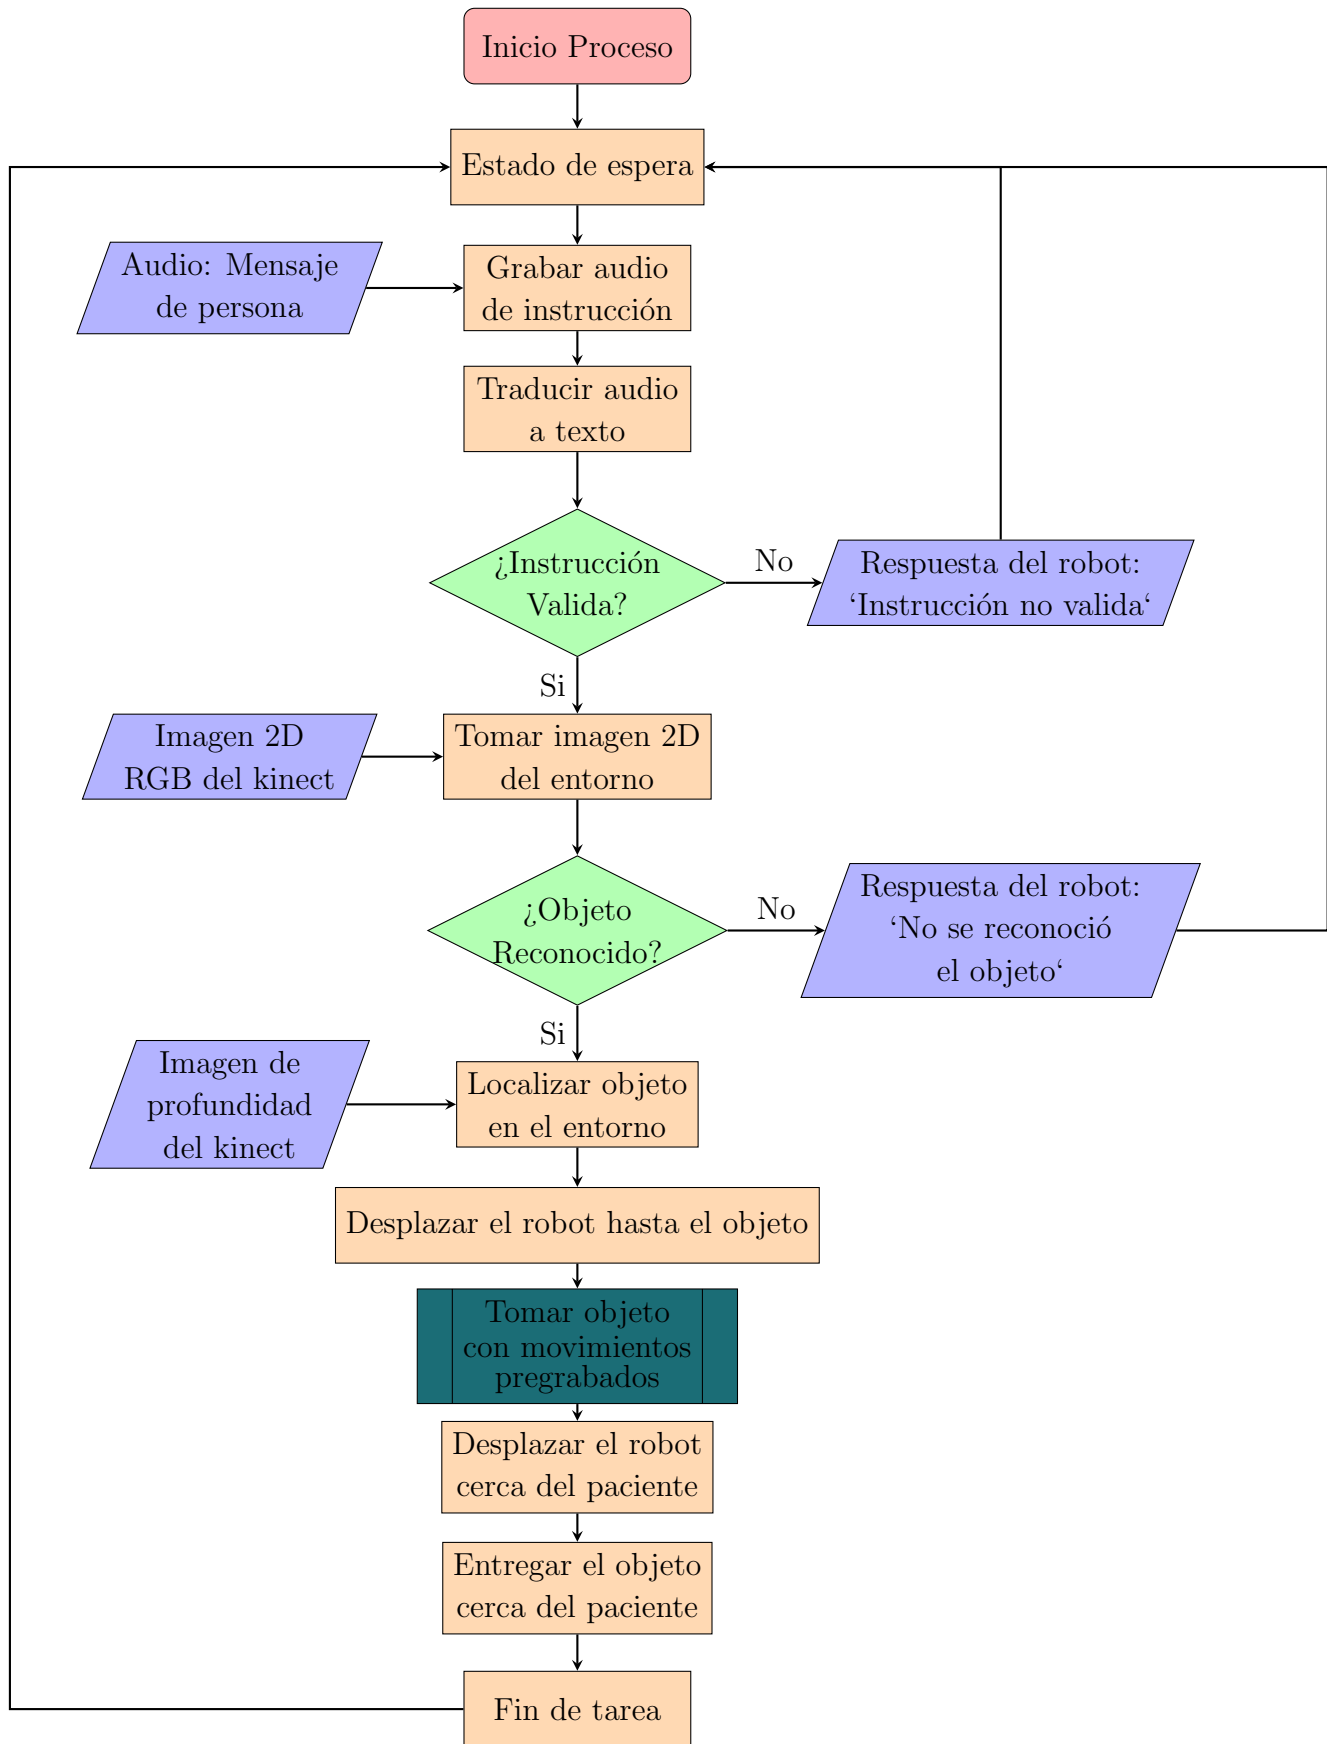 Inicio Proceso
Estado de espera
Audio: Mensaje
de persona
Grabar audio
de instrucción
Traducir audio
a texto
¿Instrucción
Valida?
No
Respuesta del robot:
‘Instrucción no valida‘
Si
Imagen 2D
RGB del kinect
Tomar imagen 2D
del entorno
¿Objeto
Reconocido?
No
Respuesta del robot:
‘No se reconoció
el objeto‘
Si
Imagen de
profundidad
del kinect
Localizar objeto
en el entorno
Desplazar el robot hasta el objeto
Tomar objeto
con movimientos
pregrabados
Desplazar el robot
cerca del paciente
Entregar el objeto
cerca del paciente
Fin de tarea